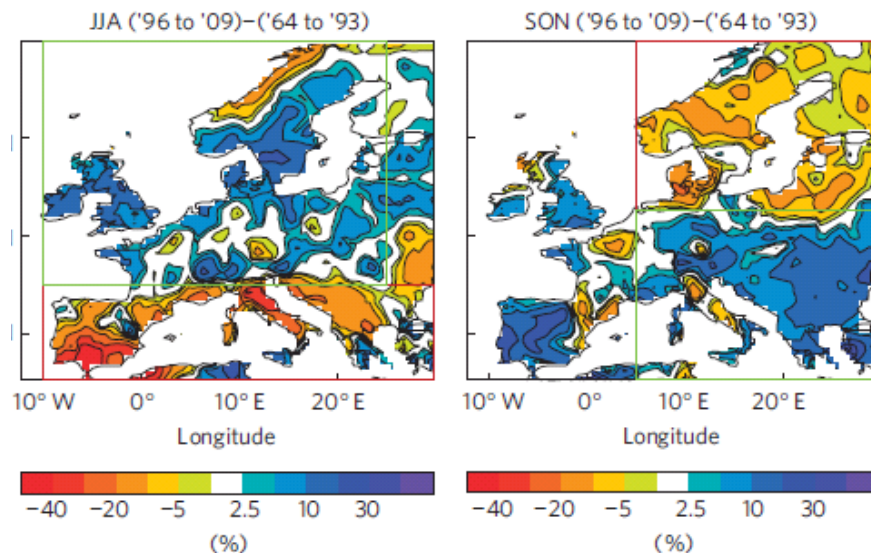 JJA ('96 to '09)–('64 to '93)
SON ('96 to '09)–('64 to '93)
10° W 0° 10° E 20° E
Longitude
10° W 0° 10° E 20° E
Longitude
−40 −20 −5 2.5 10 30
(%)
−40 −20 −5 2.5 10 30
(%)